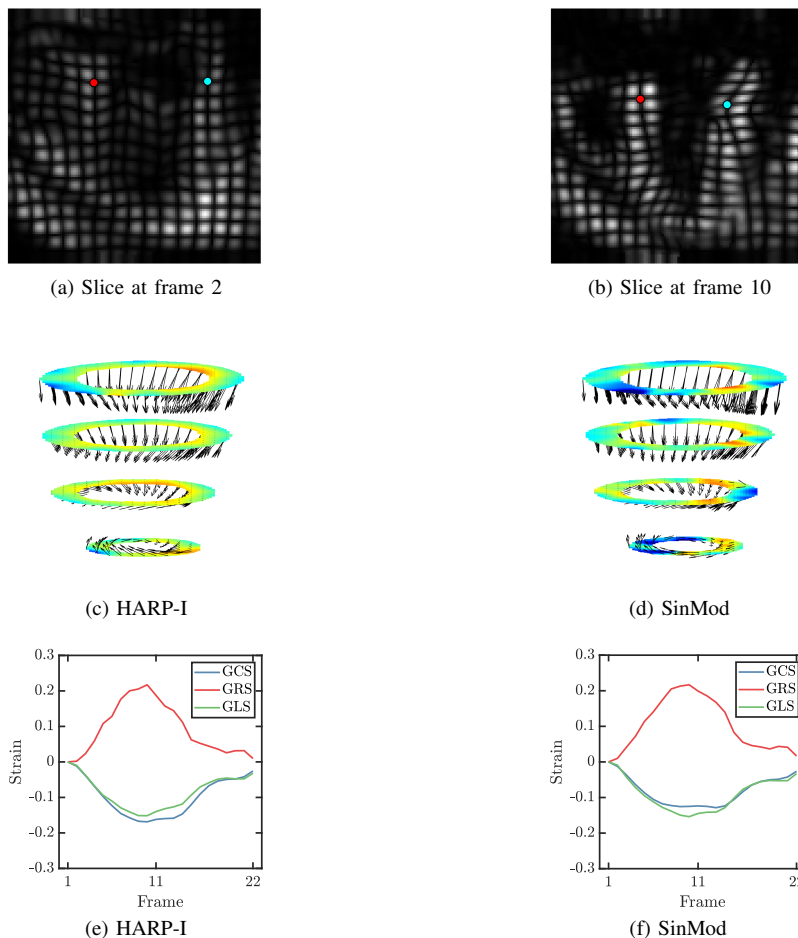 (a) Slice at frame 2
(b) Slice at frame 10
(c) HARP-I
(d) SinMod
0.3
0.2
0.1
0
-0.1
-0.2
-0.3
Strain
GCS
GRS
GLS
1
11
22
Frame
(e) HARP-I
0.3
0.2
0.1
0
-0.1
-0.2
-0.3
Strain
GCS
GRS
GLS
1
11
Frame
(f) SinMod